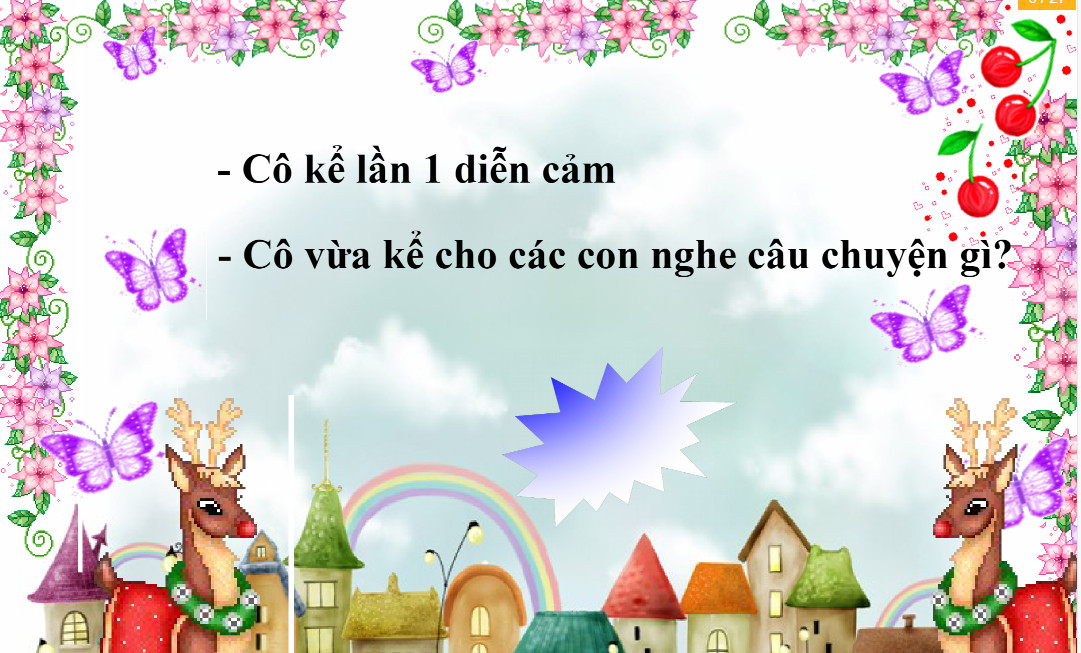 - Cô kể lần 1 diễn cảm
- Cô vừa kể cho các con nghe câu chuyện gì?